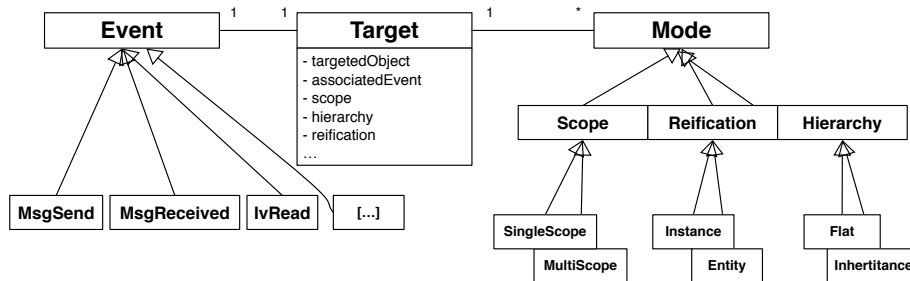 1 1 1 *
Event Target Mode
- targetedObject
- associatedEvent
- scope
- hierarchy
- reification
...
Scope Reification Hierarchy
MsgSend MsgReceived IvRead [...]
SingleScope Instance Flat
MultiScope Entity Inhertitance